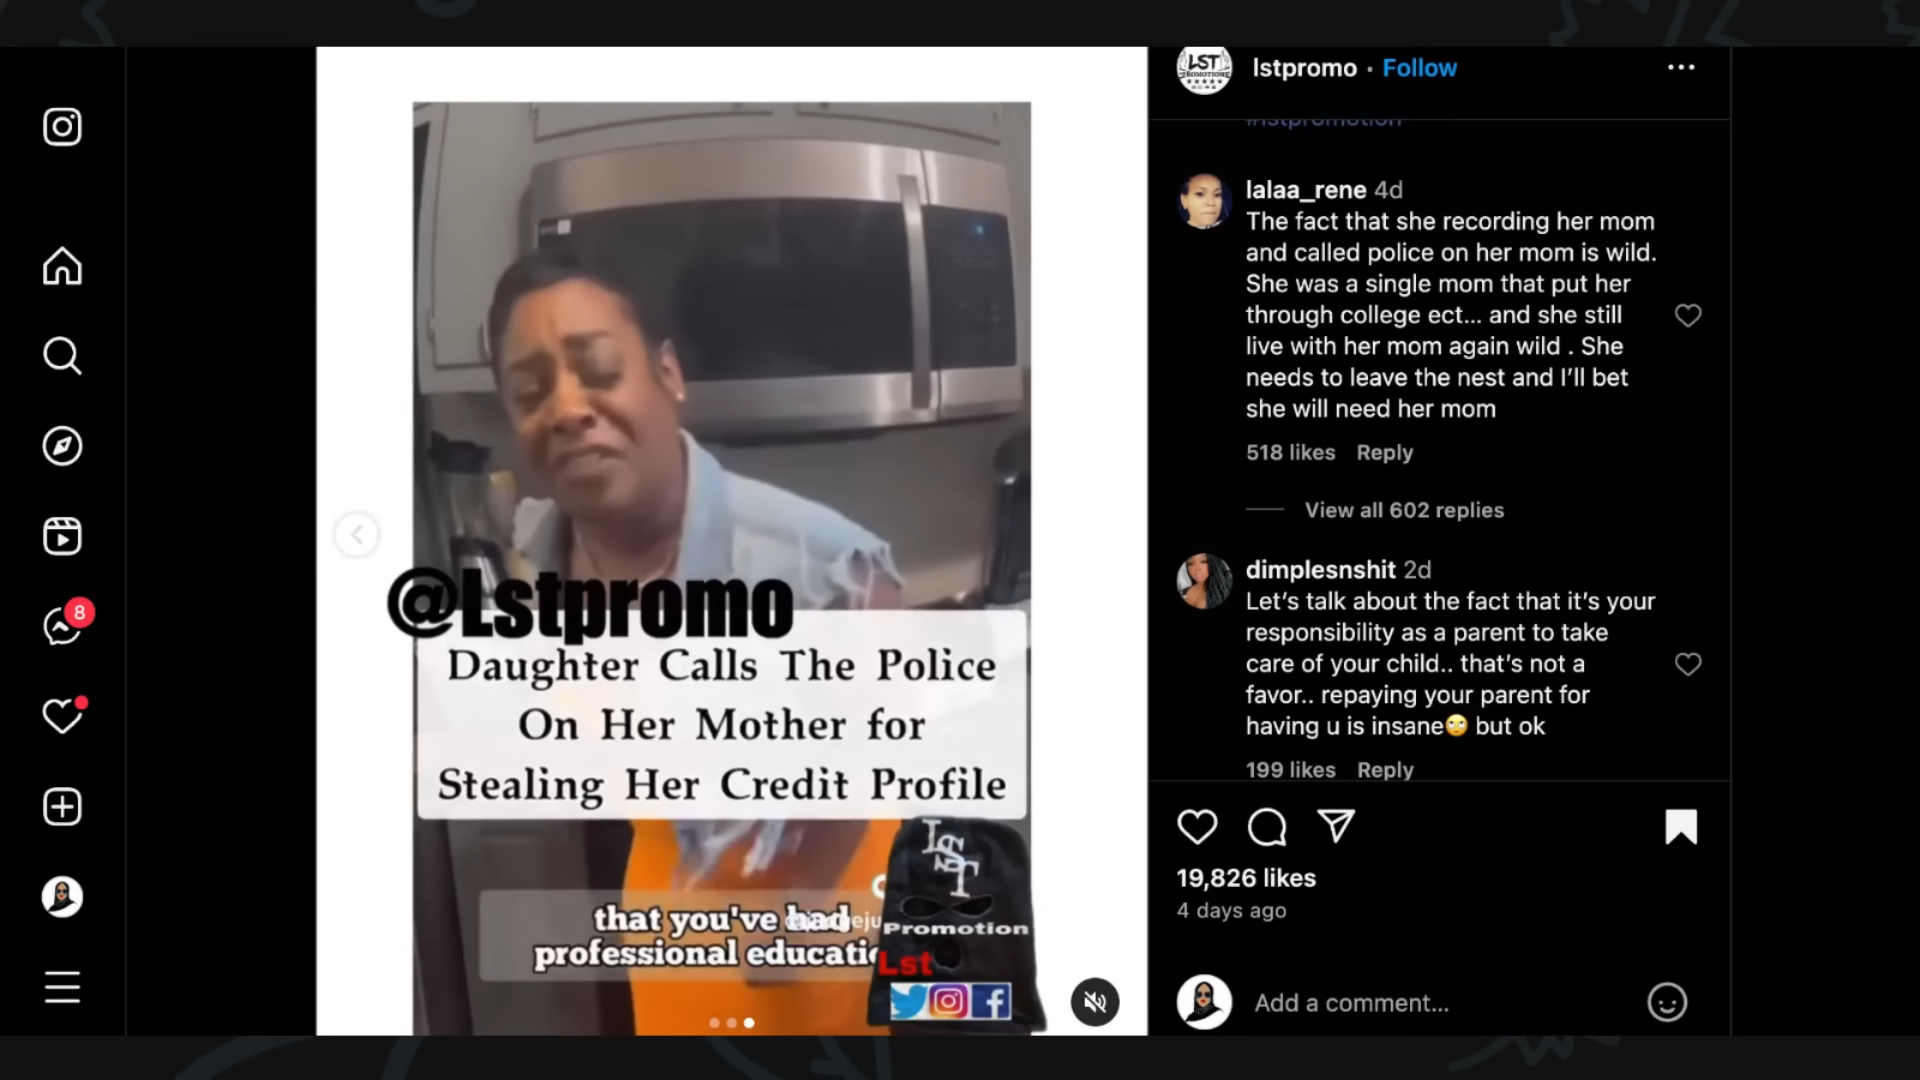 LST
PROMOTIONS
lstpromo • Follow
#lstpromotion
lalaa_rene 4d
The fact that she recording her mom
and called police on her mom is wild.
She was a single mom that put her
through college ect... and she still
live with her mom again wild . She
needs to leave the nest and I’ll bet
she will need her mom
518 likes Reply
View all 602 replies
dimplesnshit 2d
Let’s talk about the fact that it’s your
responsibility as a parent to take
care of your child.. that’s not a
favor.. repaying your parent for
having u is insane🙄 but ok
199 likes Reply
19,826 likes
4 days ago
Add a comment...
8
@Lstpromo
Daughter Calls The Police
On Her Mother for
Stealing Her Credit Profile
that you've had
professional educatio
LST
Promotion
Lst